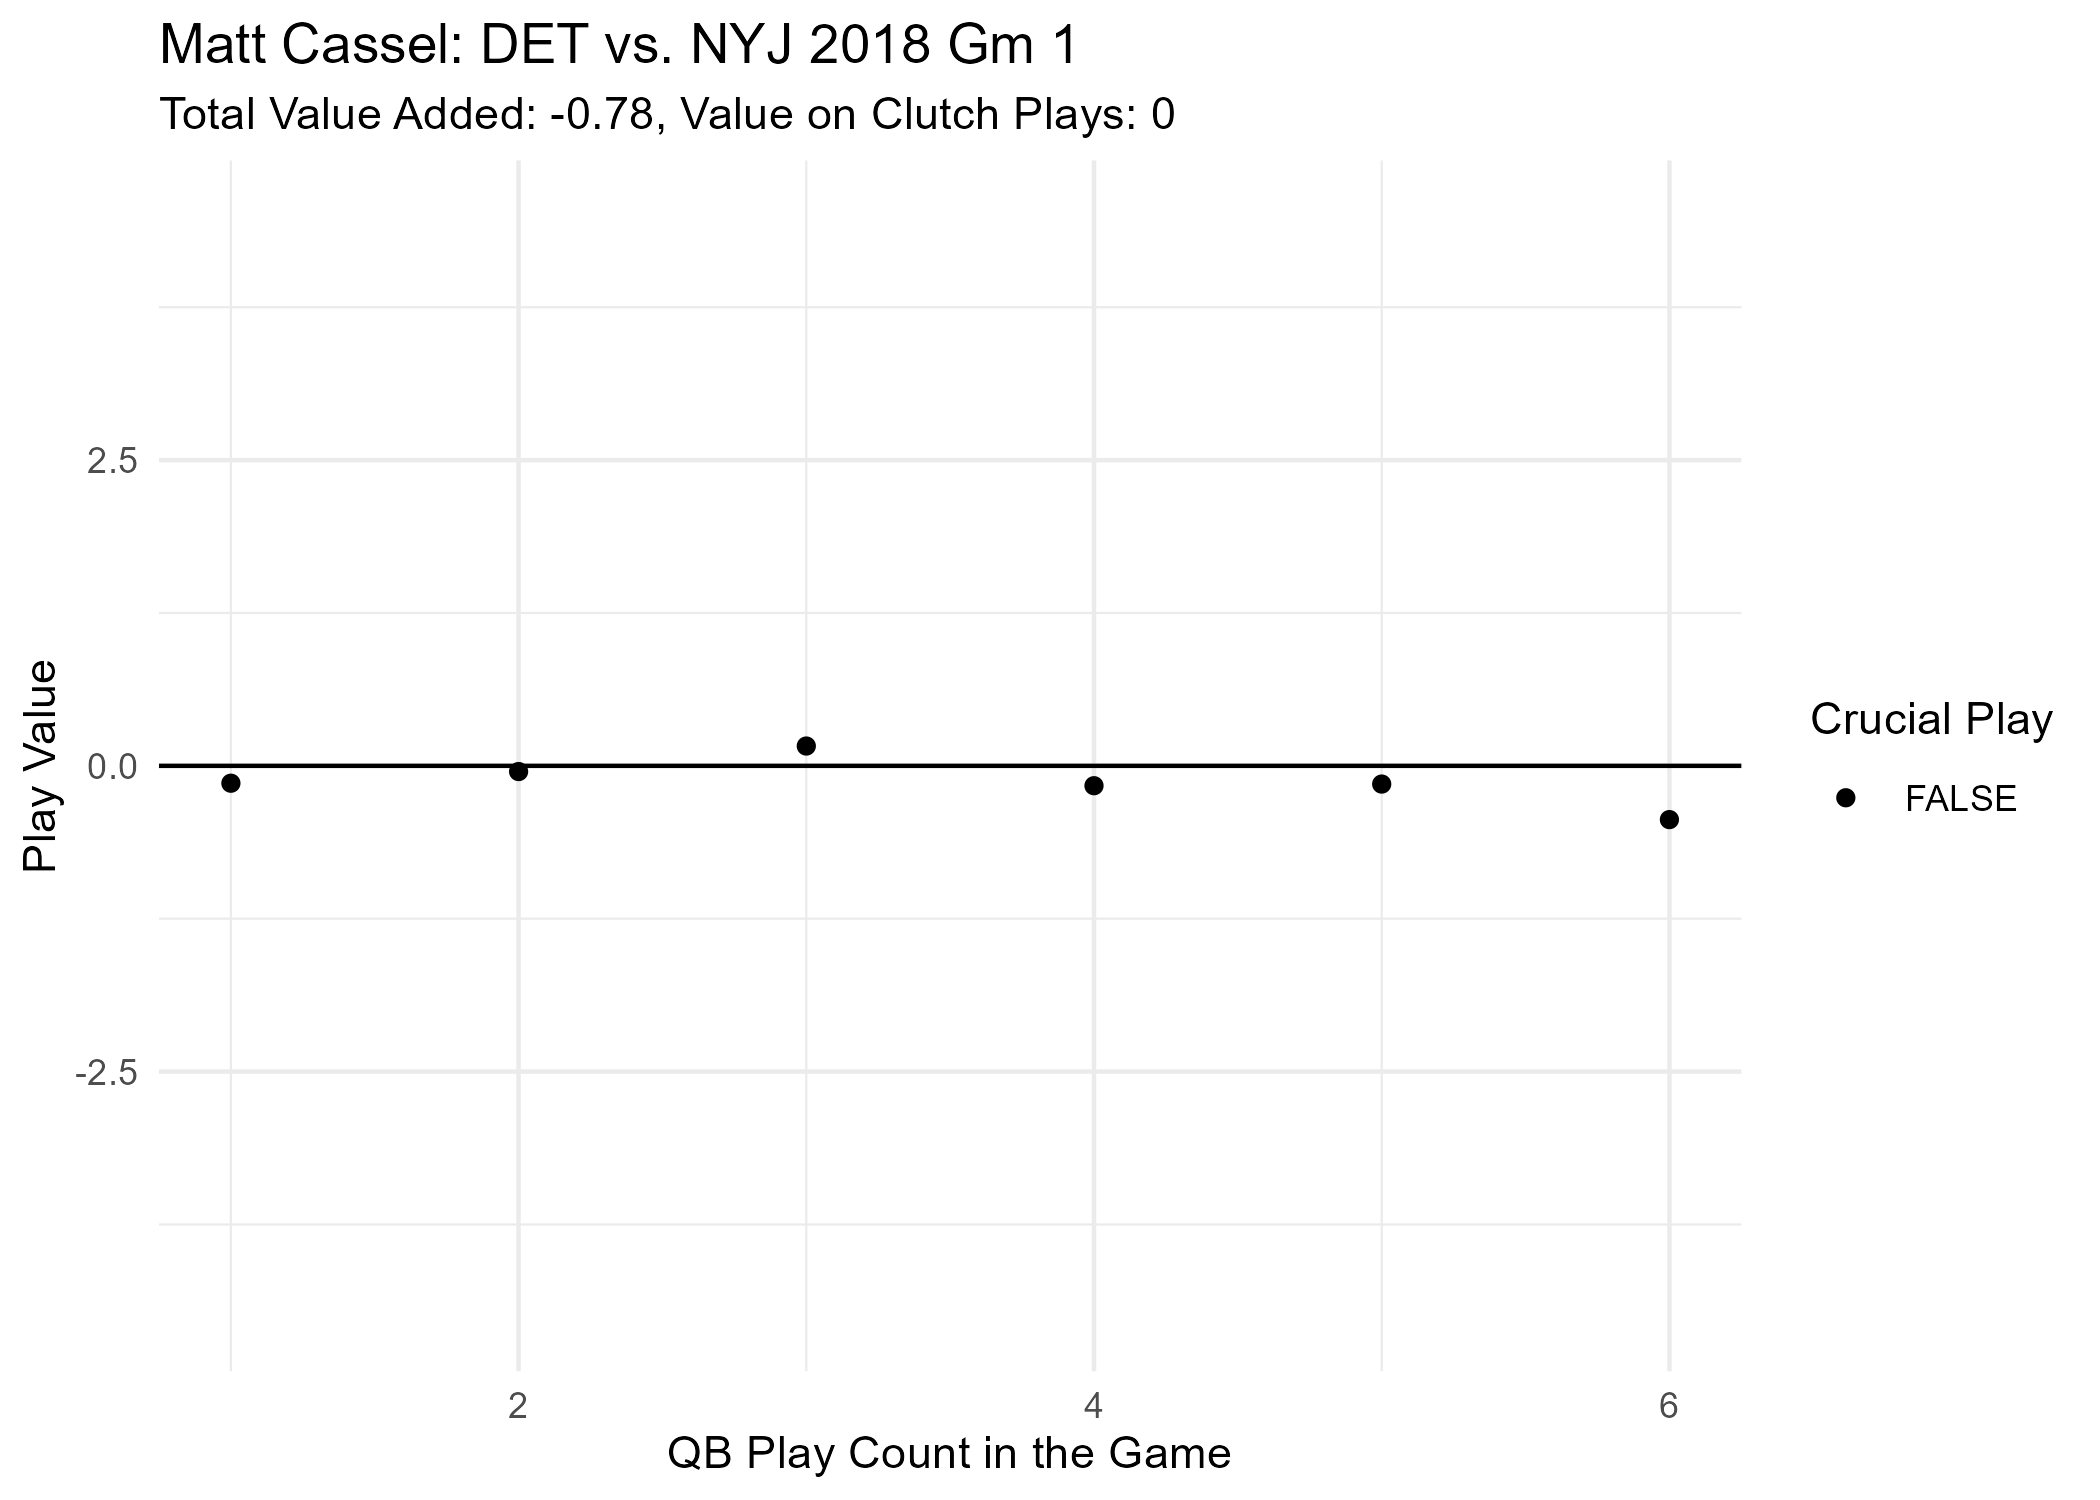 Matt Cassel: DET vs. NYJ 2018 Gm 1
Total Value Added: -0.78, Value on Clutch Plays: 0
2.5
0.0
-2.5
Play Value
2
4
6
QB Play Count in the Game
Crucial Play
FALSE